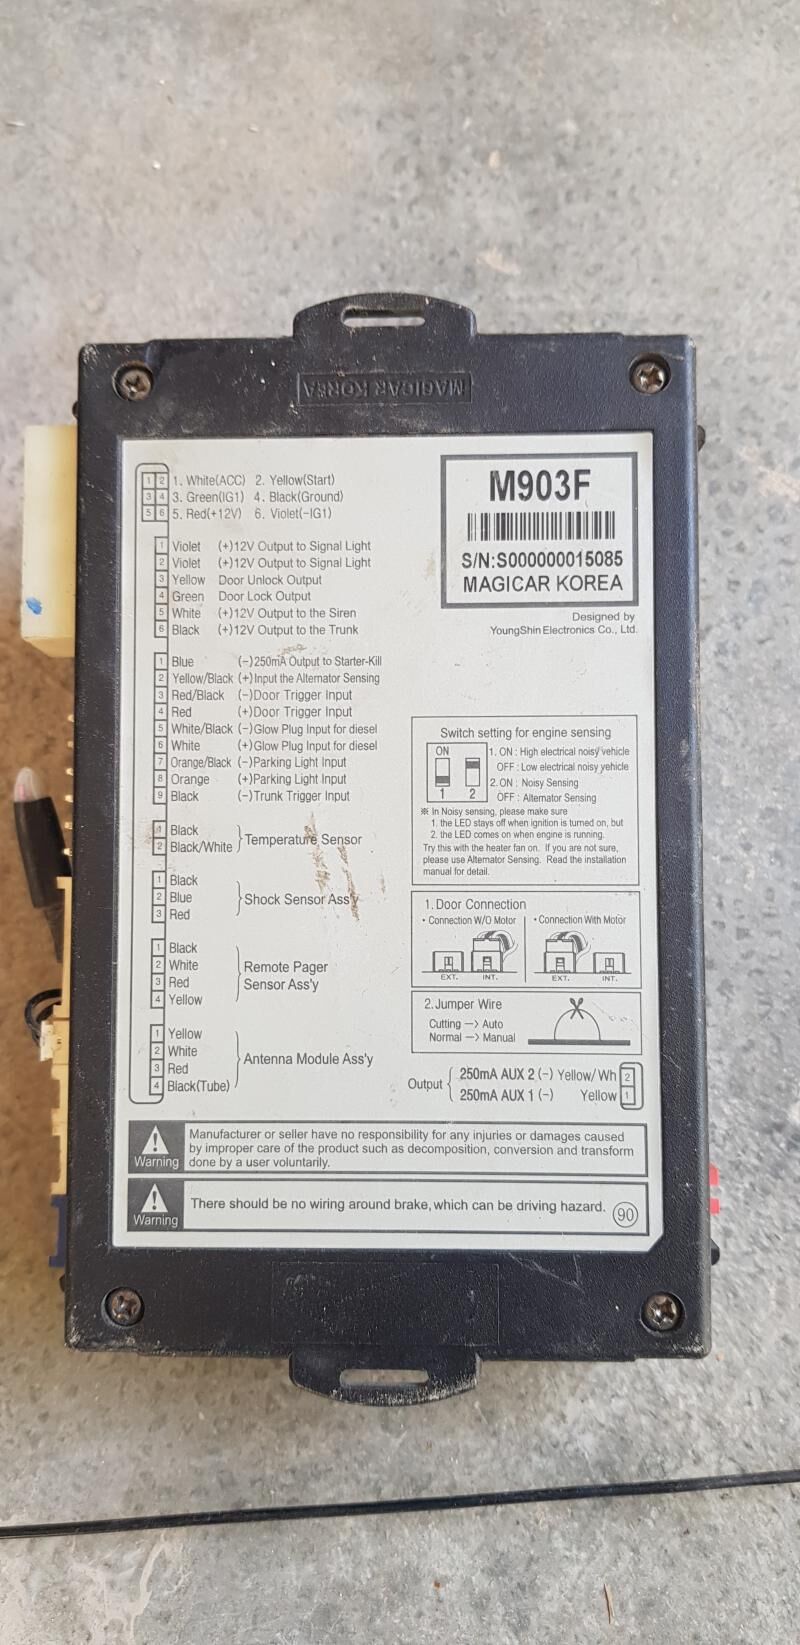 MAGICAR KOREA
1 2 1. White(ACC) 2. Yellow(Start)
3 4 3. Green(IG1) 4. Black(Ground)
5 6 5. Red(+12V) 6. Violet(-IG1)
1 Violet (+)12V Output to Signal Light
2 Violet (+)12V Output to Signal Light
3 Yellow Door Unlock Output
4 Green Door Lock Output
5 White (+)12V Output to the Siren
6 Black (+)12V Output to the Trunk
1 Blue (-)250mA Output to Starter-Kill
2 Yellow/Black (+)Input the Alternator Sensing
3 Red/Black (-)Door Trigger Input
4 Red (+)Door Trigger Input
5 White/Black (-)Glow Plug Input for diesel
6 White (+)Glow Plug Input for diesel
7 Orange/Black (-)Parking Light Input
8 Orange (+)Parking Light Input
9 Black (-)Trunk Trigger Input
1 Black
2 Black/White
Temperature Sensor
1 Black
2 Blue
3 Red
Shock Sensor Ass'y
1 Black
2 White
3 Red
4 Yellow
Remote Pager
Sensor Ass'y
1 Yellow
2 White
3 Red
4 Black(Tube)
Antenna Module Ass'y
M903F
S/N:S000000015085
MAGICAR KOREA
Designed by
YoungShin Electronics Co., Ltd.
Switch setting for engine sensing
ON
1 2
1. ON : High electrical noisy vehicle
OFF : Low electrical noisy vehicle
2. ON : Noisy Sensing
OFF : Alternator Sensing
※ In Noisy sensing, please make sure
1. the LED stays off when ignition is turned on, but
2. the LED comes on when engine is running.
Try this with the heater fan on. If you are not sure,
please use Alternator Sensing. Read the installation
manual for detail.
1. Door Connection
• Connection W/O Motor
EXT. INT.
• Connection With Motor
EXT. INT.
2. Jumper Wire
Cutting –> Auto
Normal –> Manual
Output
250mA AUX 2 (-) Yellow/Wh 2
250mA AUX 1 (-) Yellow 1
Warning
Manufacturer or seller have no responsibility for any injuries or damages caused
by improper care of the product such as decomposition, conversion and transform
done by a user voluntarily.
Warning
There should be no wiring around brake, which can be driving hazard.
90